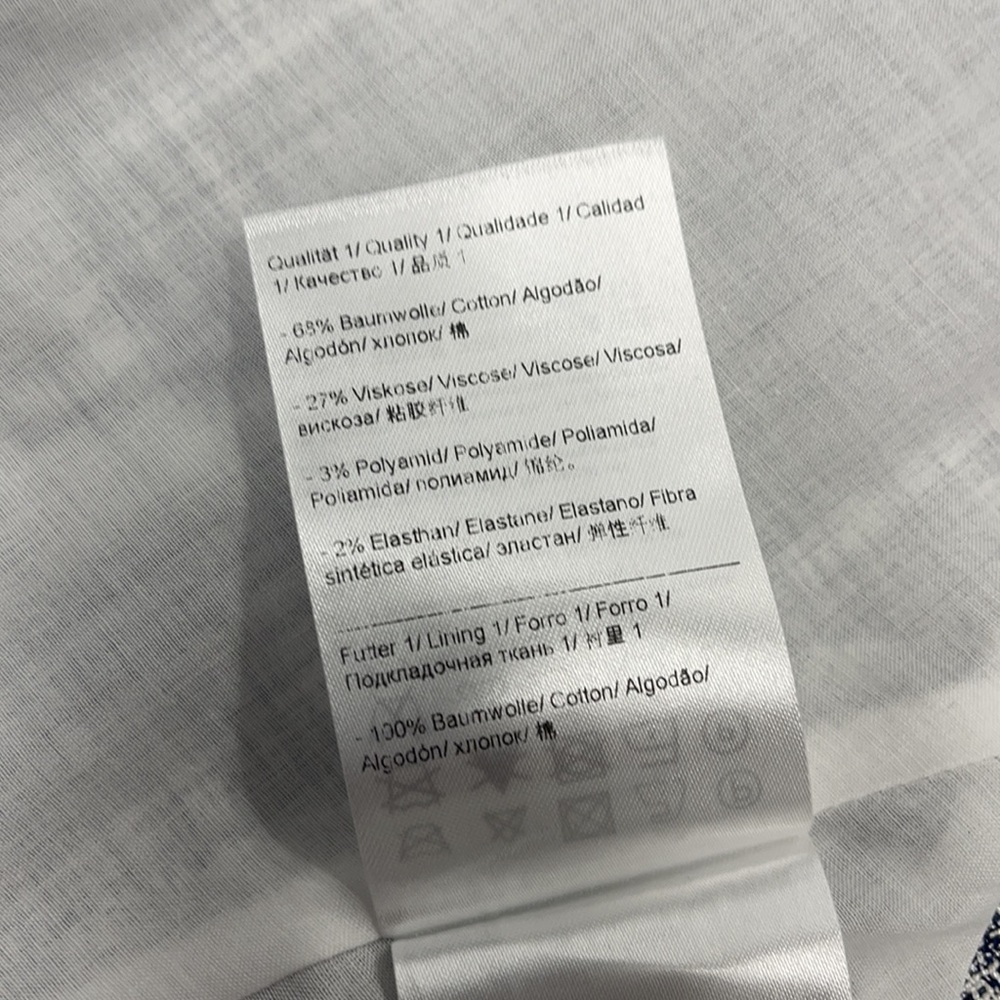 Qualität 1/ Quality 1/ Qualidade 1/ Calidad
1/ Качество 1/ 品质 1
- 68% Baumwolle/ Cotton/ Algodão/
Algodón/ хлопок/ 棉
- 27% Viskose/ Viscose/ Viscose/ Viscosa/
вискоза/ 粘胶纤维
- 3% Polyamid/ Polyamide/ Poliamida/
Poliamida/ полиамид/ 锦纶。
- 2% Elasthan/ Elastane/ Elastano/ Fibra
sintética elástica/ эластан/ 弹性纤维
Futter 1/ Lining 1/ Forro 1/ Forro 1/
Подкладочная ткань 1/ 衬里 1
- 100% Baumwolle/ Cotton/ Algodão/
Algodón/ хлопок/ 棉